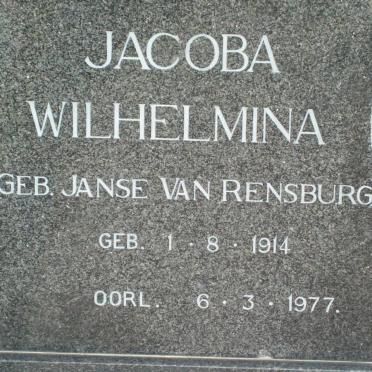 JACOBA
WILHELMINA
GEB. JANSE VAN RENSBURG
GEB. 1 · 8 · 1914
OORL. 6 · 3 · 1977.